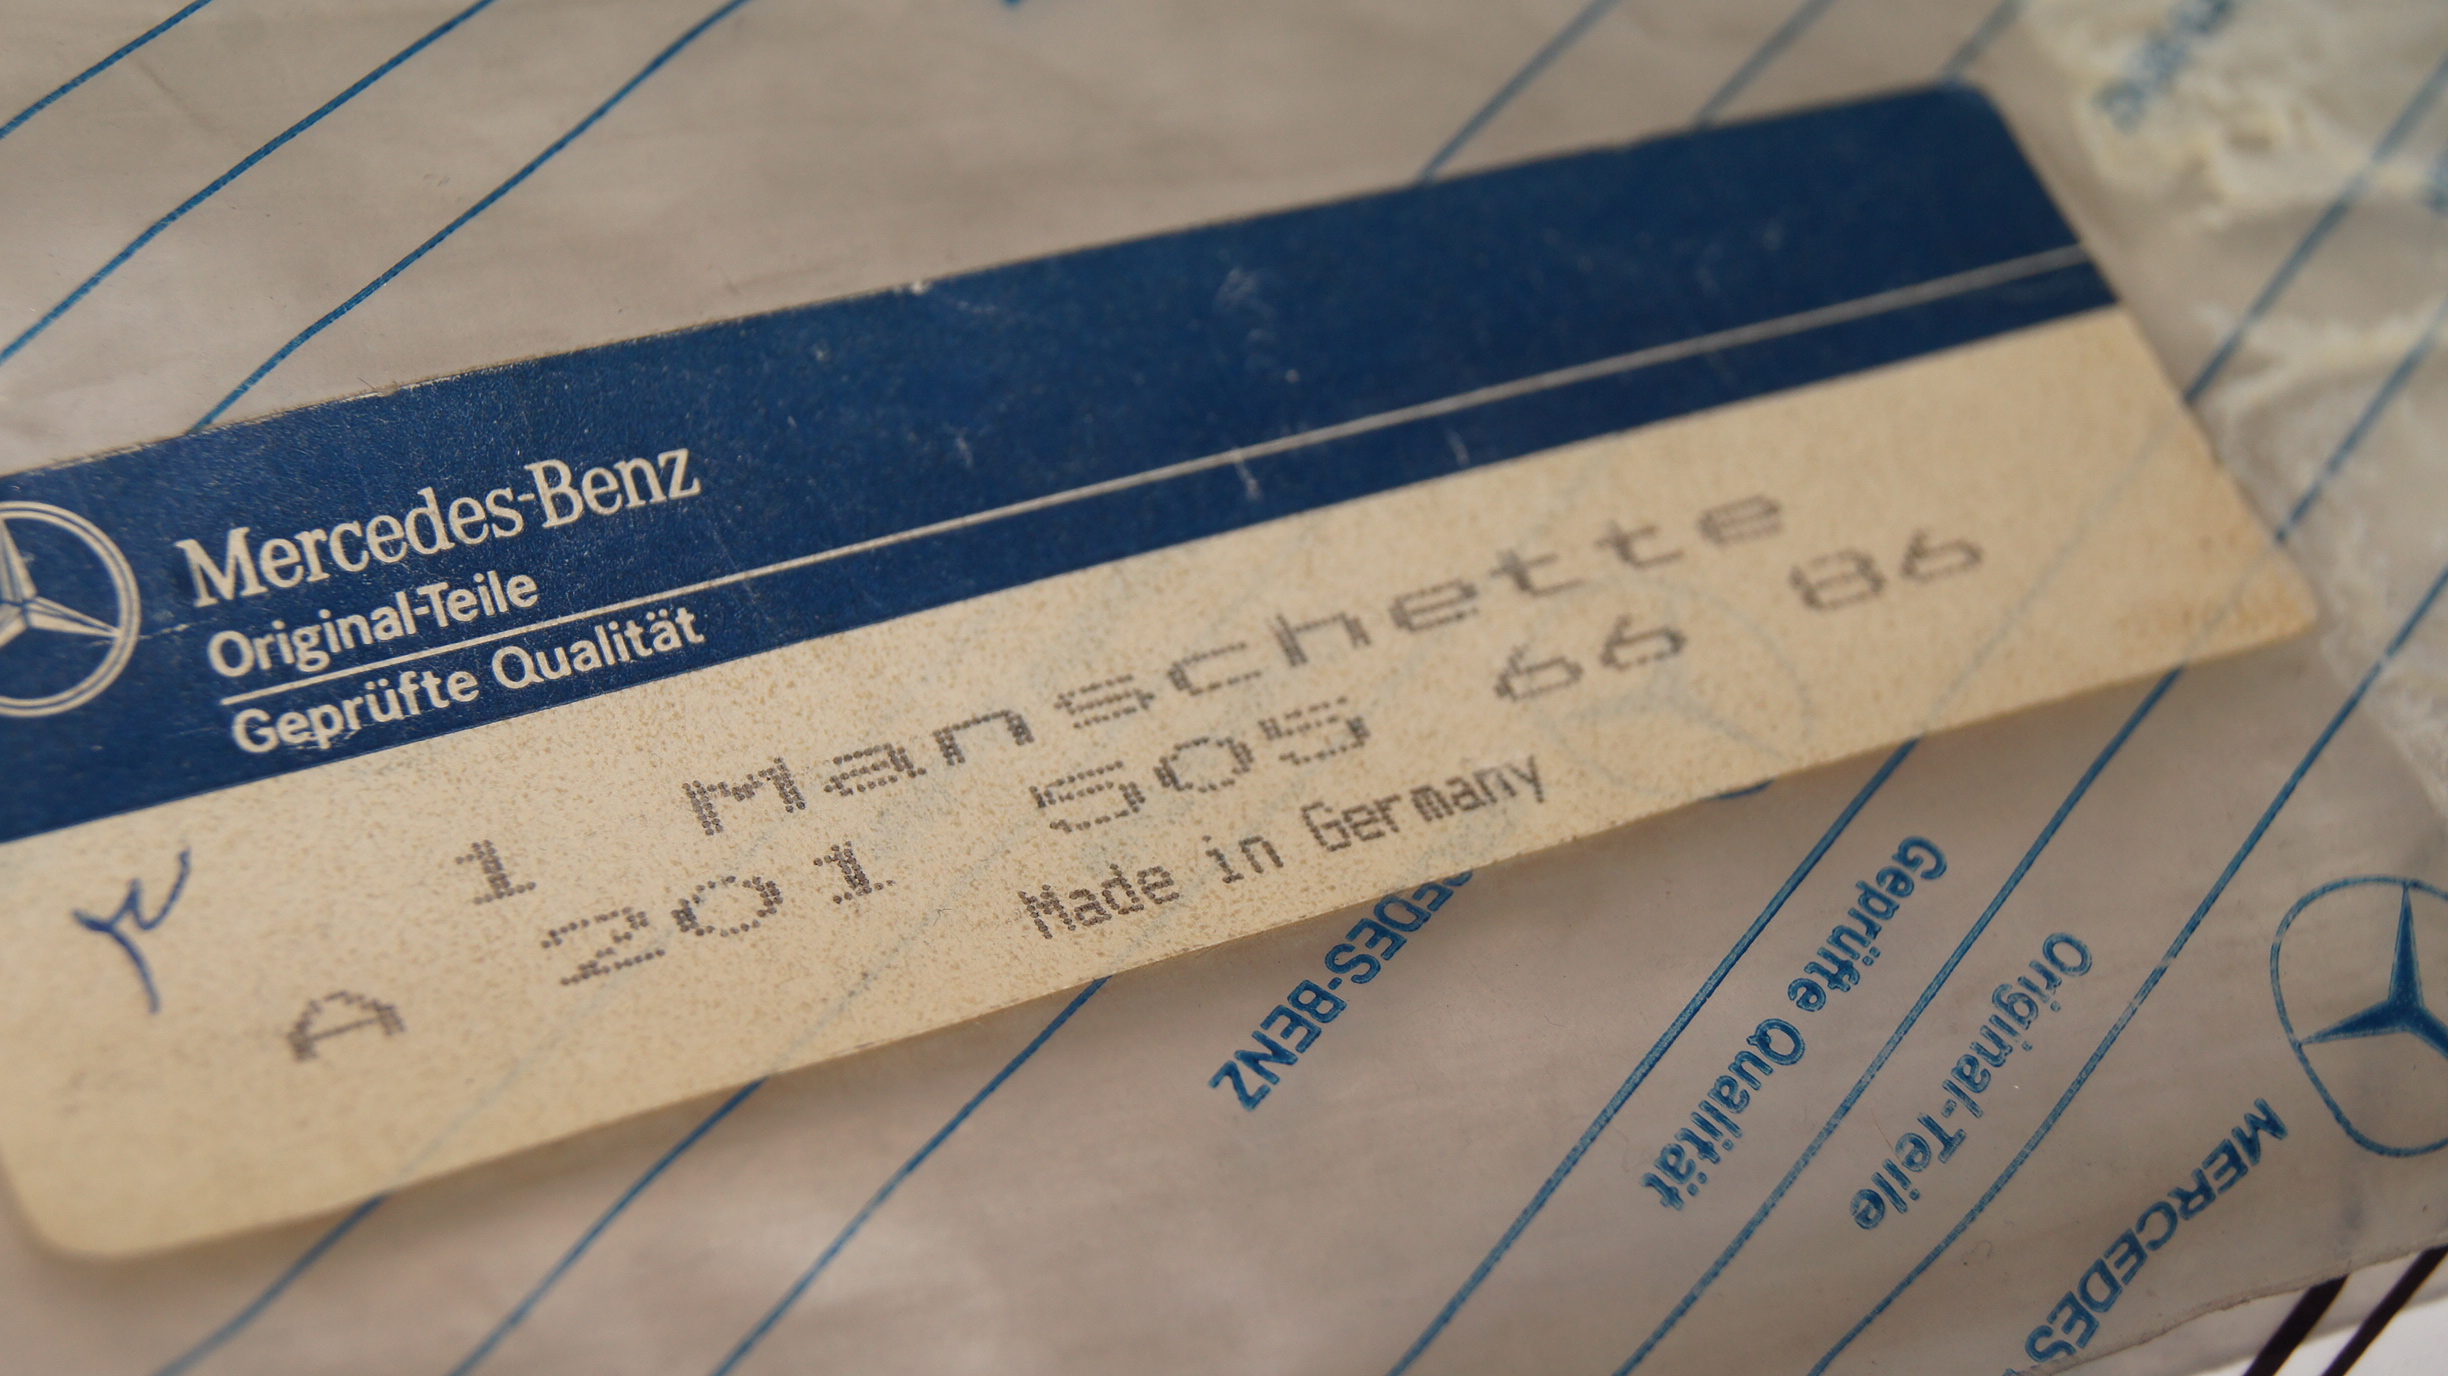 Mercedes-Benz
Original-Teile
Geprüfte Qualität
1 Manschette
A 201 505 66 86
Made in Germany
EDES-BENZ
Geprüfte Qualität
Original-Teile
MERCEDES